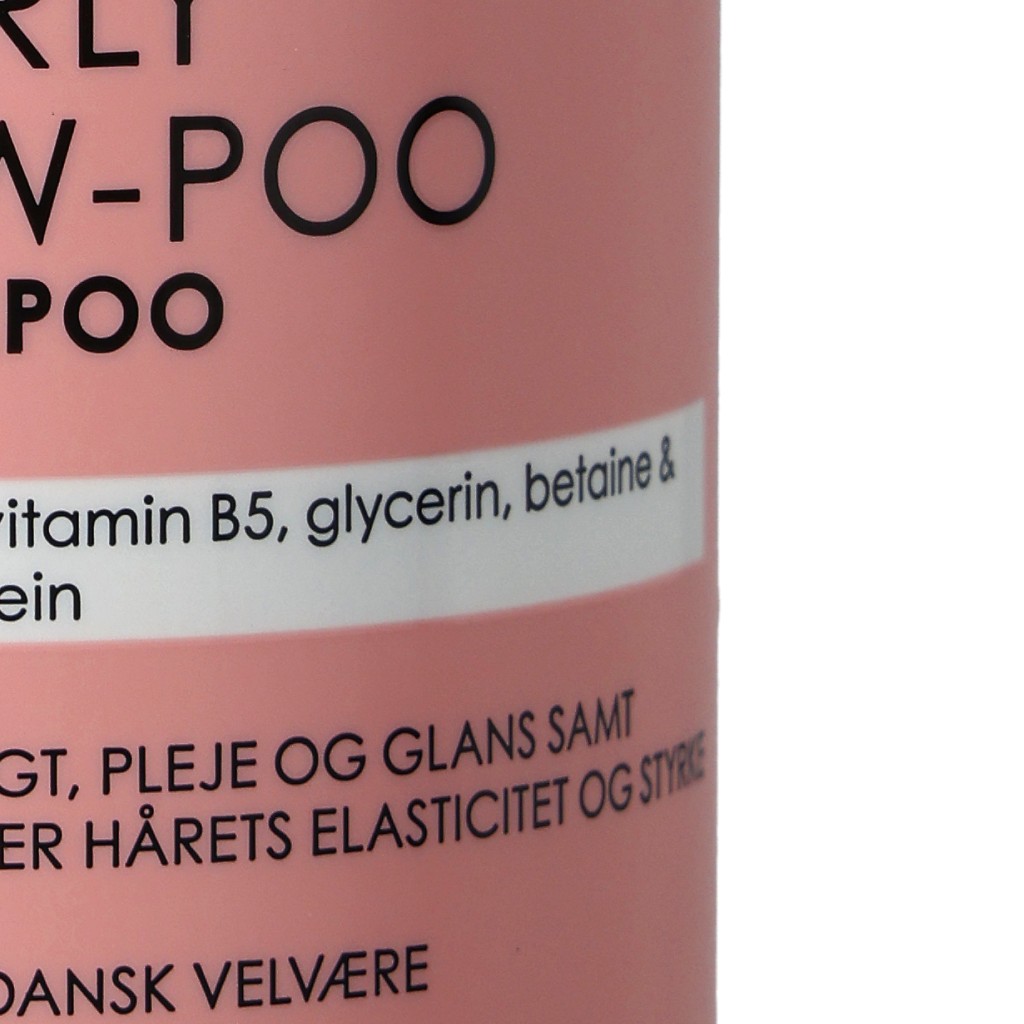 RLY
W-POO
POO
vitamin B5, glycerin, betaine &
ein
GT, PLEJE OG GLANS SAMT
ER HÅRETS ELASTICITET OG STYRKE
DANSK VELVÆRE